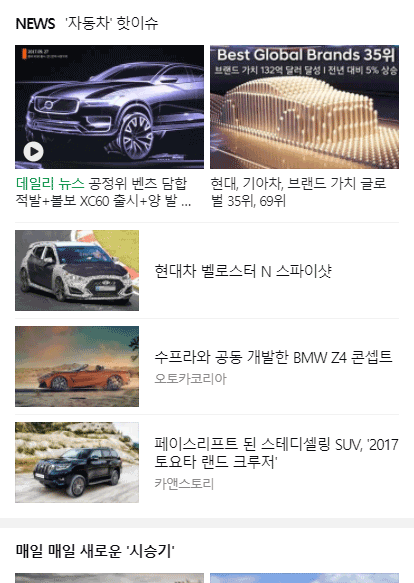 NEWS '자동차' 핫이슈
2017.09.27
Best Global Brands 35위
브랜드 가치 132억 달러 달성 | 전년 대비 5% 상승
데일리 뉴스 공정위 벤츠 담합
적발+볼보 XC60 출시+양 발 ...
현대, 기아차, 브랜드 가치 글로
벌 35위, 69위
현대차 벨로스터 N 스파이샷
수프라와 공동 개발한 BMW Z4 콘셉트
오토카코리아
페이스리프트 된 스테디셀링 SUV, '2017
토요타 랜드 크루저'
카앤스토리
매일 매일 새로운 '시승기'